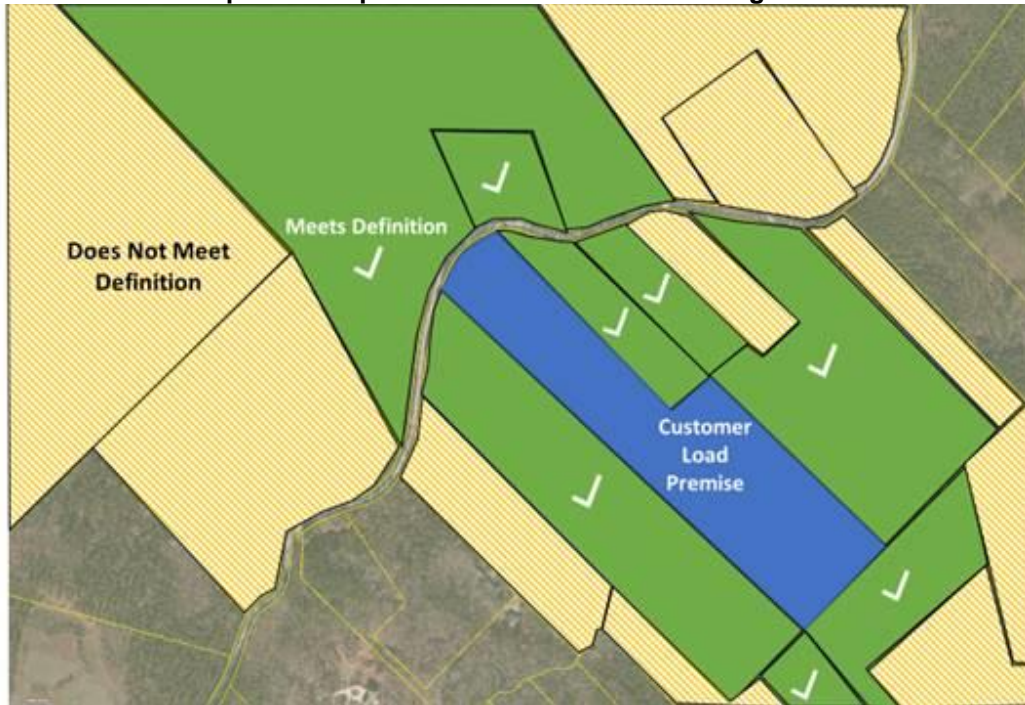 Meets Definition
Does Not Meet
Definition
Customer
Load
Premise